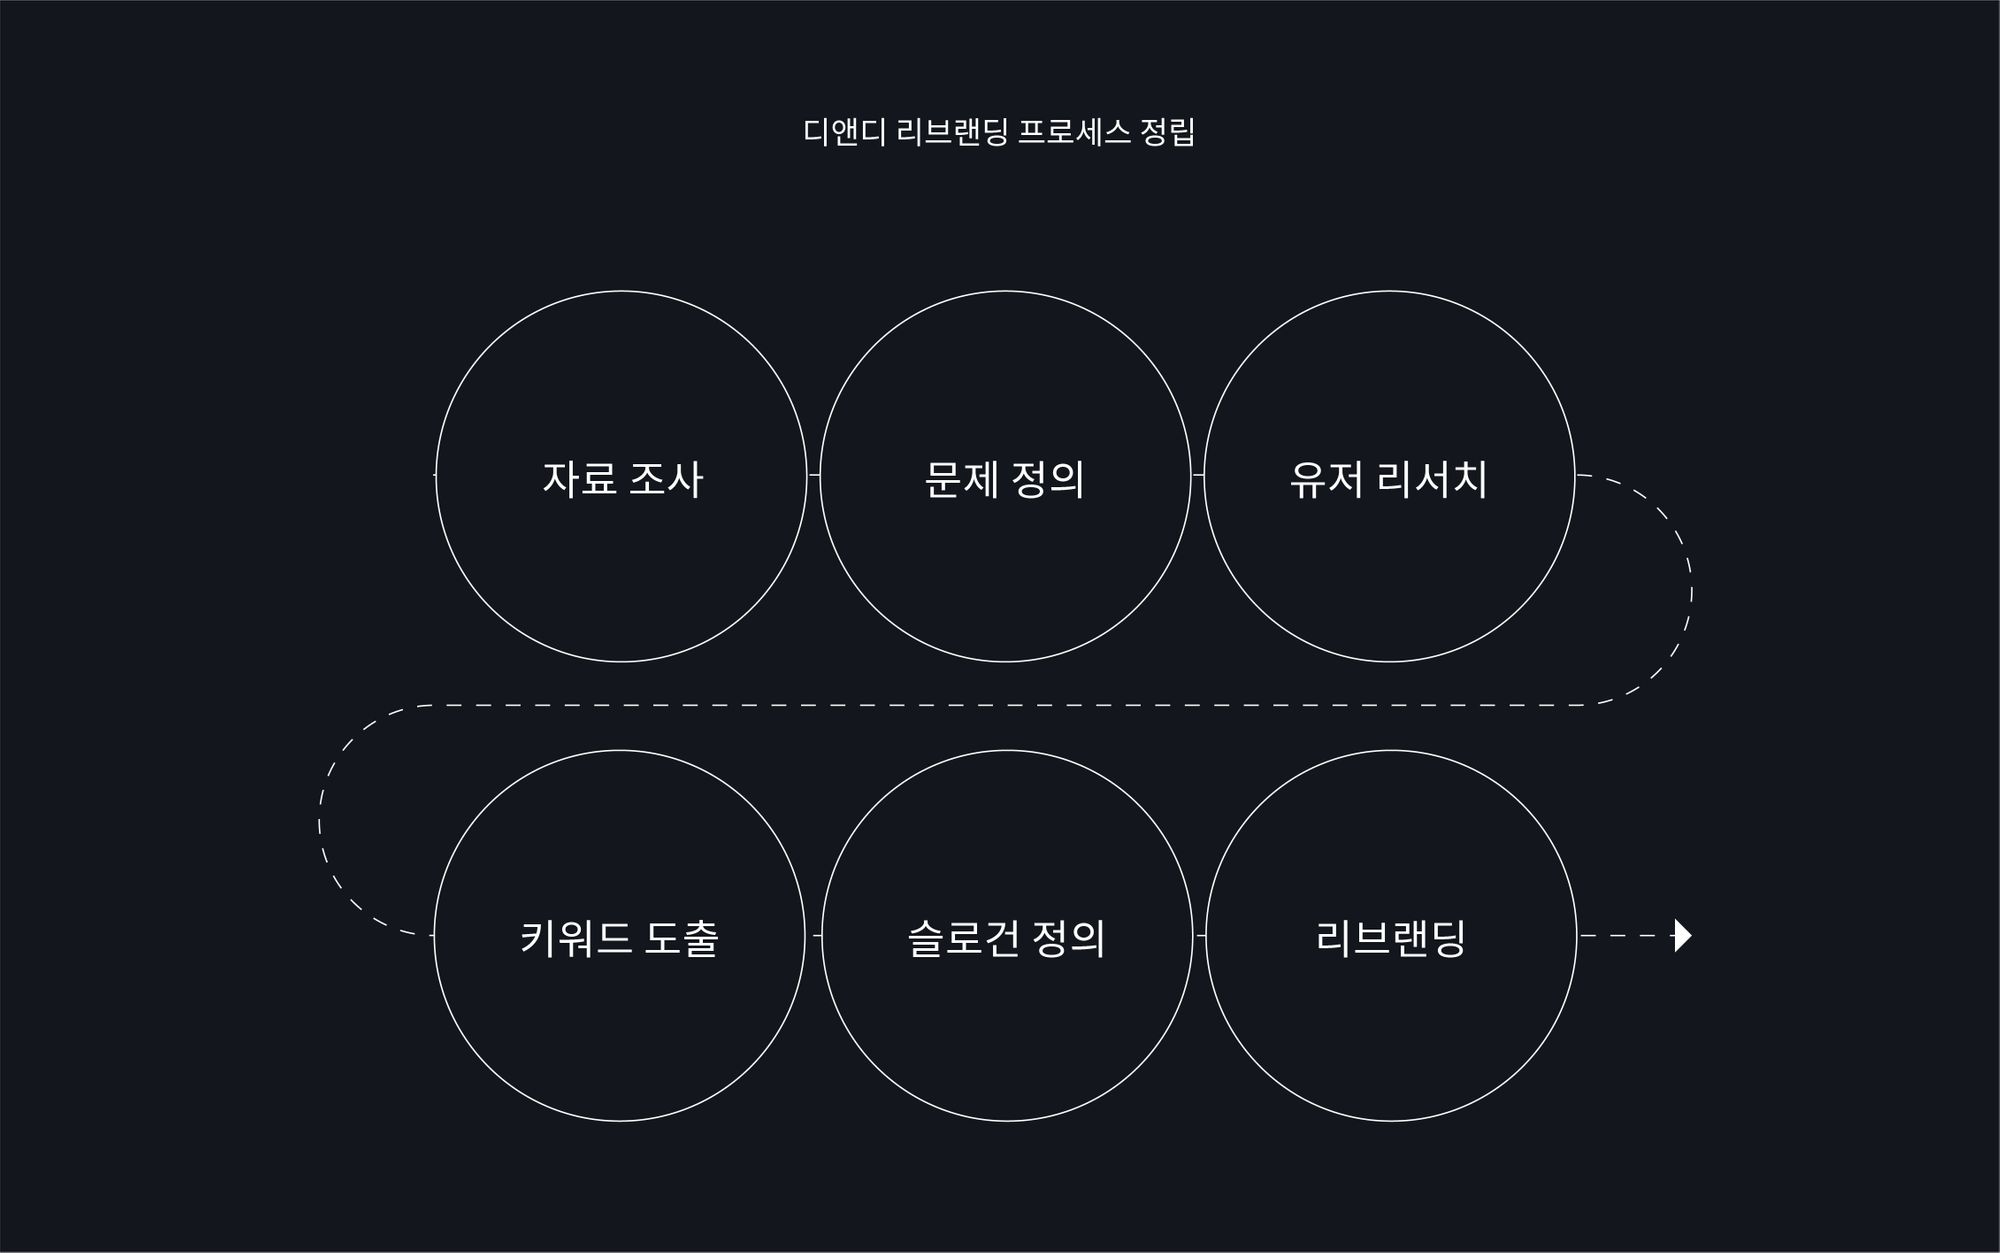 디앤디 리브랜딩 프로세스 정립
자료 조사
문제 정의
유저 리서치
키워드 도출
슬로건 정의
리브랜딩